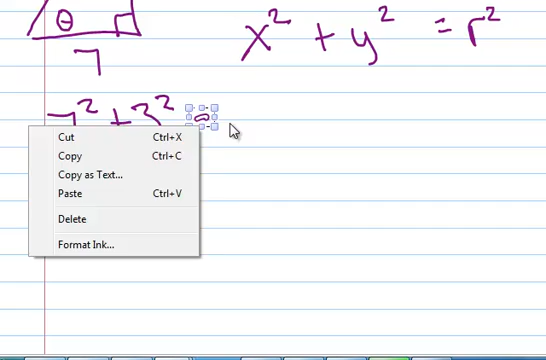 θ
7
x² + y² = r²
7² + 3² =
Cut Ctrl+X
Copy Ctrl+C
Copy as Text...
Paste Ctrl+V
Delete
Format Ink...